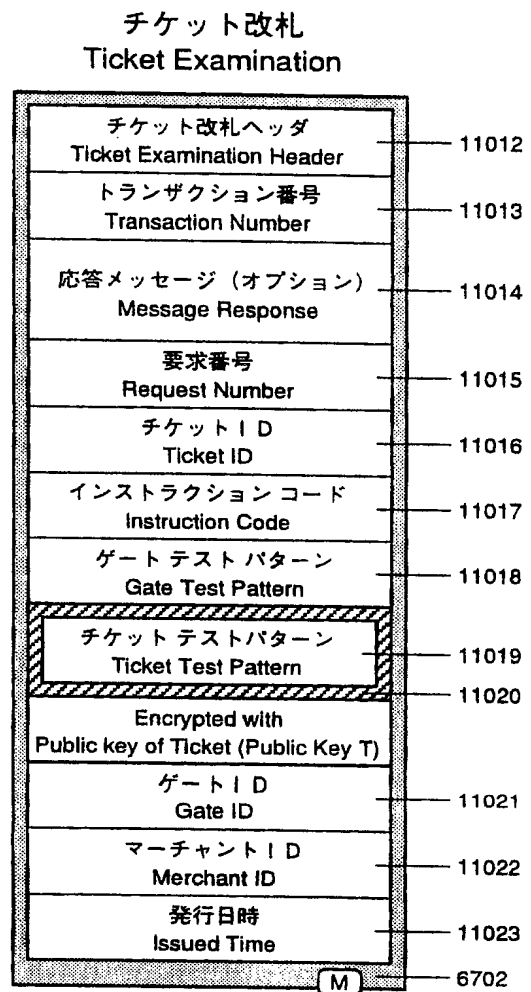 チケット改札
Ticket Examination
チケット改札ヘッダ
Ticket Examination Header
11012
トランザクション番号
Transaction Number
11013
応答メッセージ（オプション）
Message Response
11014
要求番号
Request Number
11015
チケットＩＤ
Ticket ID
11016
インストラクション コード
Instruction Code
11017
ゲート テスト パターン
Gate Test Pattern
11018
チケット テストパターン
Ticket Test Pattern
11019
11020
Encrypted with
Public key of Ticket (Public Key T)
ゲートＩＤ
Gate ID
11021
マーチャントＩＤ
Merchant ID
11022
発行日時
Issued Time
11023
M
6702